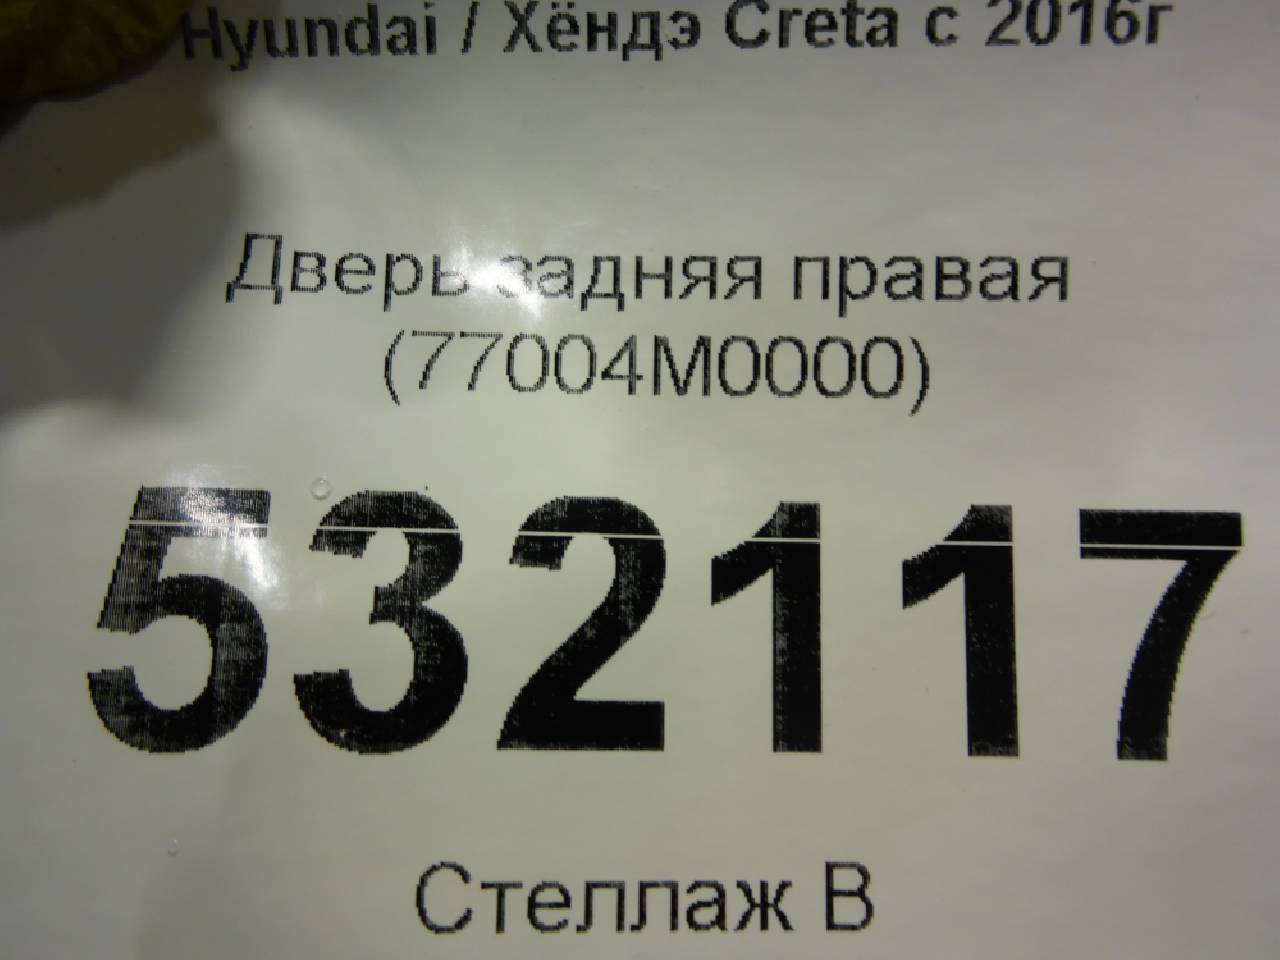 Hyundai / Хёндэ Creta с 2016г
Дверь задняя правая
(77004M0000)
532117
Стеллаж В